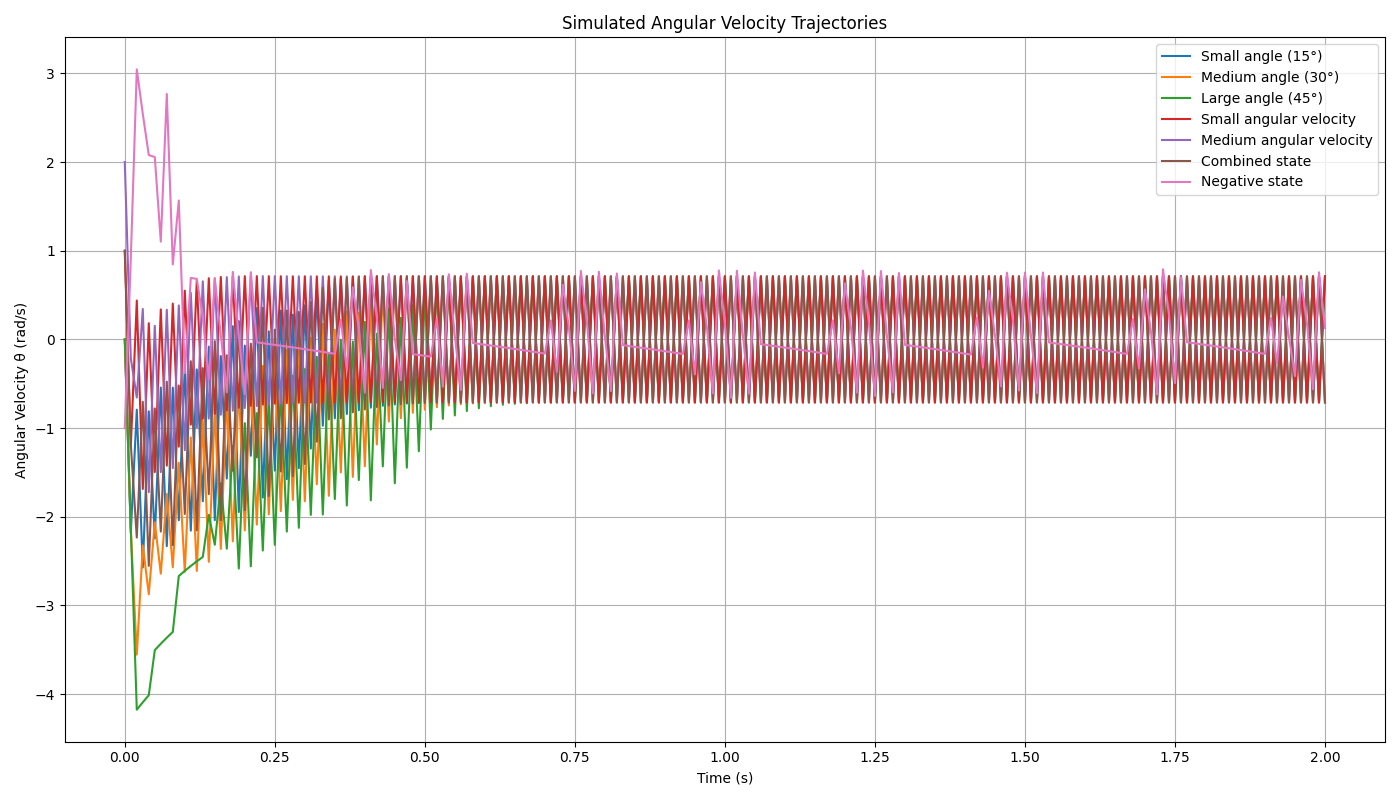 Simulated Angular Velocity Trajectories
Angular Velocity θ (rad/s)
3
2
1
0
−1
−2
−3
−4
Small angle (15°)
Medium angle (30°)
Large angle (45°)
Small angular velocity
Medium angular velocity
Combined state
Negative state
0.00
0.25
0.50
0.75
1.00
1.25
1.50
1.75
2.00
Time (s)